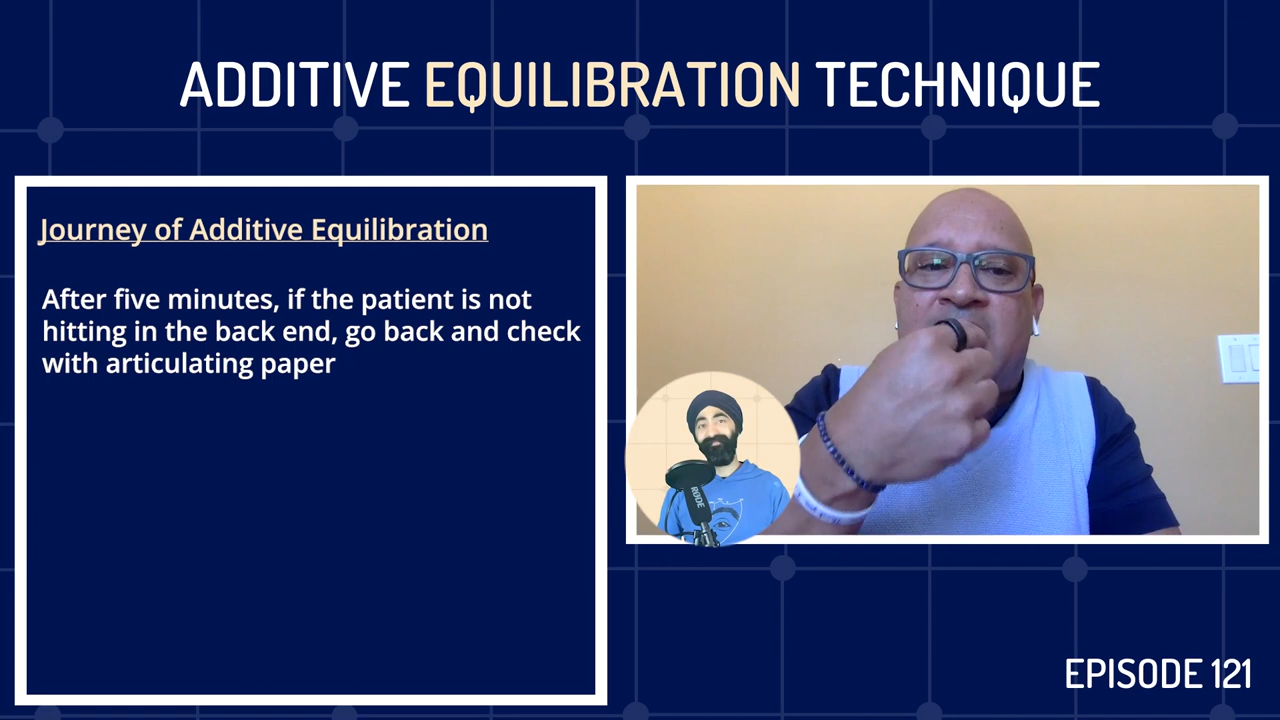 ADDITIVE EQUILIBRATION TECHNIQUE
Journey of Additive Equilibration
After five minutes, if the patient is not
hitting in the back end, go back and check
with articulating paper
RODE
EPISODE 121